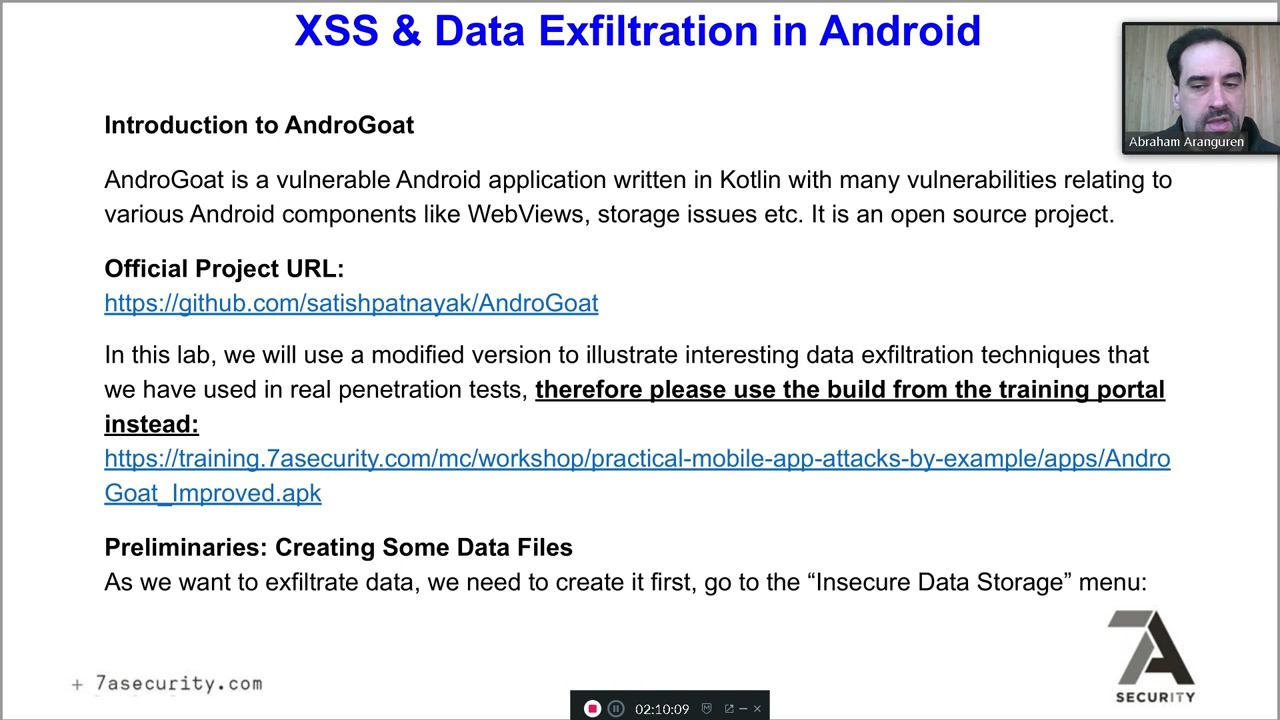 XSS & Data Exfiltration in Android
Abraham Aranguren
Introduction to AndroGoat
AndroGoat is a vulnerable Android application written in Kotlin with many vulnerabilities relating to
various Android components like WebViews, storage issues etc. It is an open source project.
Official Project URL:
https://github.com/satishpatnayak/AndroGoat
In this lab, we will use a modified version to illustrate interesting data exfiltration techniques that
we have used in real penetration tests, therefore please use the build from the training portal
instead:
https://training.7asecurity.com/mc/workshop/practical-mobile-app-attacks-by-example/apps/Andro
Goat_Improved.apk
Preliminaries: Creating Some Data Files
As we want to exfiltrate data, we need to create it first, go to the “Insecure Data Storage” menu:
+ 7asecurity.com
7A
SECURITY
02:10:09